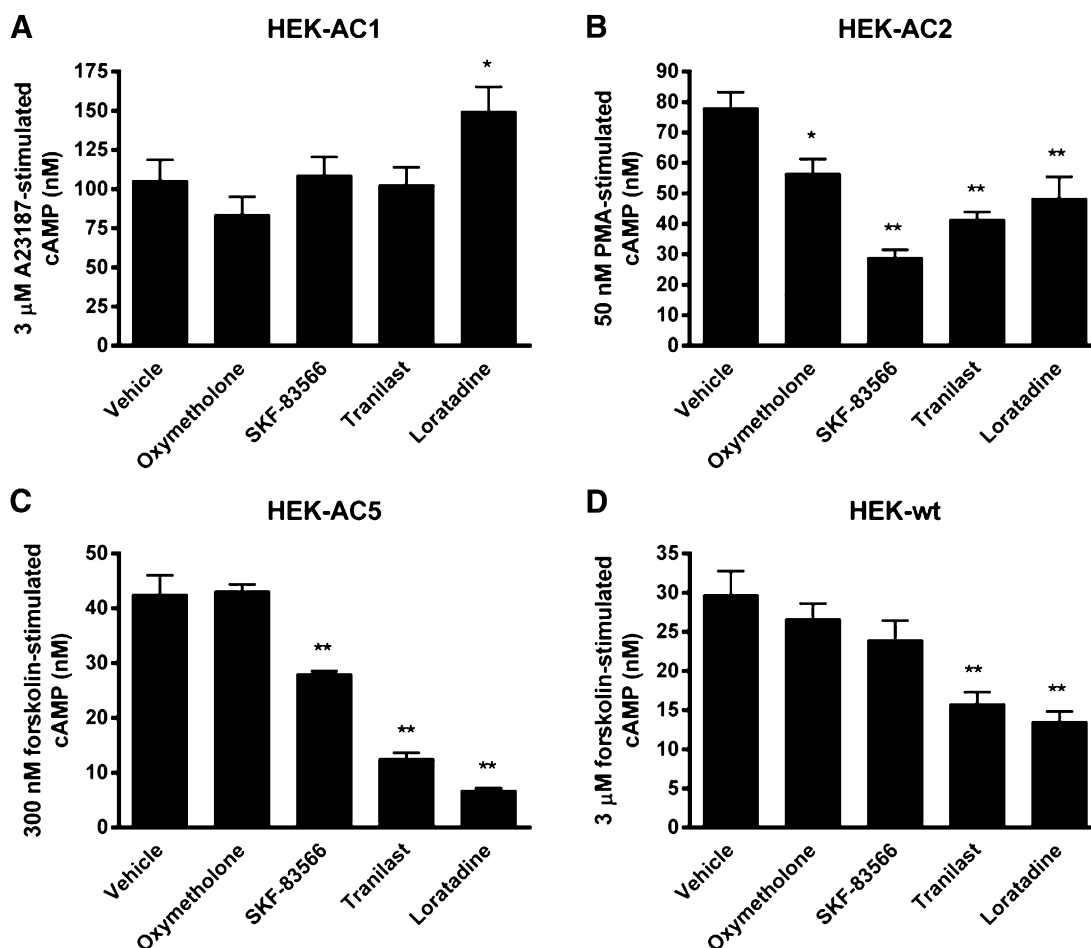 A
HEK-AC1
3 μM A23187-stimulated
cAMP (nM)
175
150
125
100
75
50
25
0
*
Vehicle
Oxymetholone
SKF-83566
Tranilast
Loratadine
B
HEK-AC2
50 nM PMA-stimulated
cAMP (nM)
90
80
70
60
50
40
30
20
10
0
*
**
**
**
Vehicle
Oxymetholone
SKF-83566
Tranilast
Loratadine
C
HEK-AC5
300 nM forskolin-stimulated
cAMP (nM)
50
40
30
20
10
0
**
**
**
Vehicle
Oxymetholone
SKF-83566
Tranilast
Loratadine
D
HEK-wt
3 μM forskolin-stimulated
cAMP (nM)
35
30
25
20
15
10
5
0
**
**
Vehicle
Oxymetholone
SKF-83566
Tranilast
Loratadine